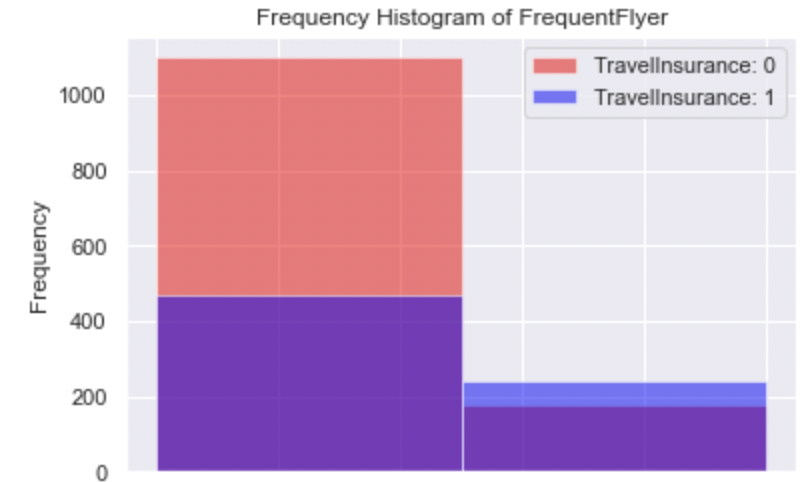 Frequency Histogram of FrequentFlyer
TravelInsurance: 0
TravelInsurance: 1
1000
800
600
400
200
0
Frequency